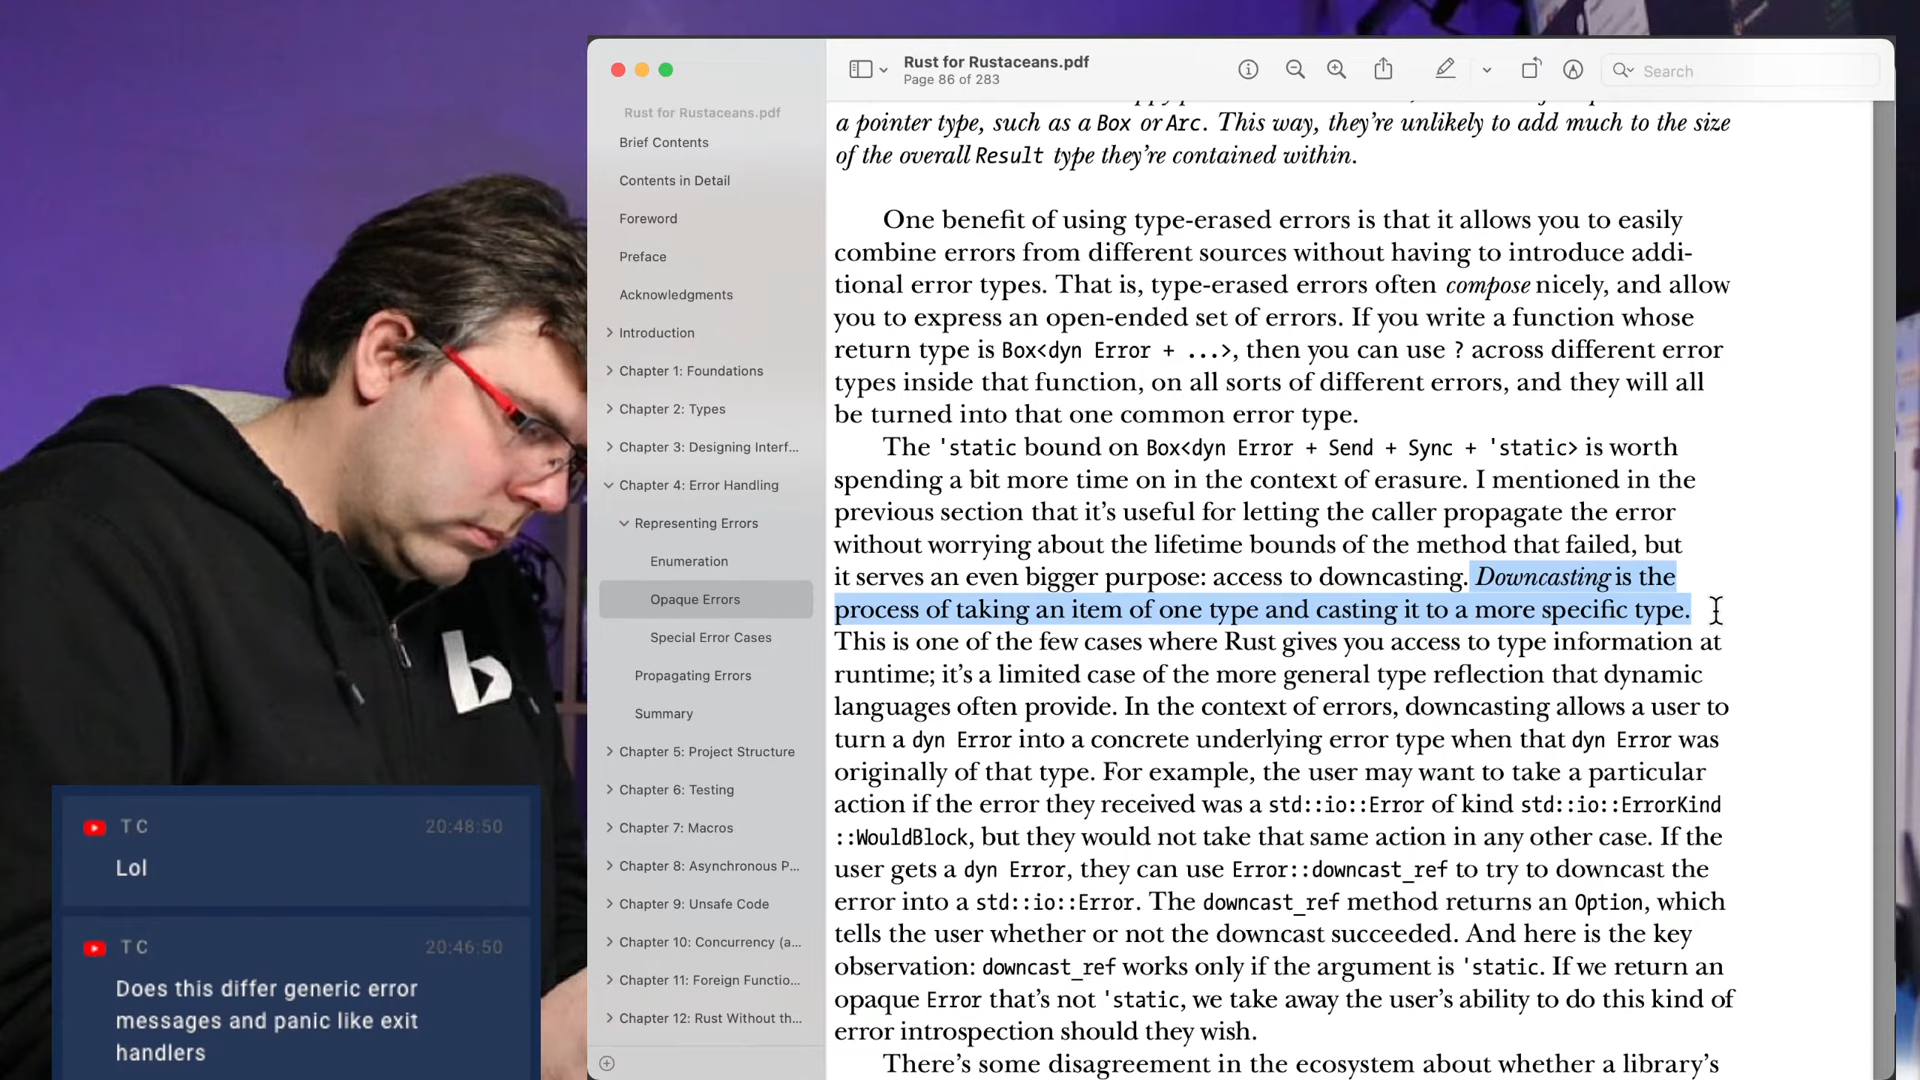 Rust for Rustaceans.pdf
Page 86 of 283
Search
Rust for Rustaceans.pdf
Brief Contents
Contents in Detail
Foreword
Preface
Acknowledgments
Introduction
Chapter 1: Foundations
Chapter 2: Types
Chapter 3: Designing Interf...
Chapter 4: Error Handling
Representing Errors
Enumeration
Opaque Errors
Special Error Cases
Propagating Errors
Summary
Chapter 5: Project Structure
Chapter 6: Testing
Chapter 7: Macros
Chapter 8: Asynchronous P...
Chapter 9: Unsafe Code
Chapter 10: Concurrency (a...
Chapter 11: Foreign Functio...
Chapter 12: Rust Without th...
a pointer type, such as a Box or Arc. This way, they’re unlikely to add much to the size
of the overall Result type they’re contained within.
One benefit of using type-erased errors is that it allows you to easily
combine errors from different sources without having to introduce addi-
tional error types. That is, type-erased errors often compose nicely, and allow
you to express an open-ended set of errors. If you write a function whose
return type is Box<dyn Error + ...>, then you can use ? across different error
types inside that function, on all sorts of different errors, and they will all
be turned into that one common error type.
The 'static bound on Box<dyn Error + Send + Sync + 'static> is worth
spending a bit more time on in the context of erasure. I mentioned in the
previous section that it’s useful for letting the caller propagate the error
without worrying about the lifetime bounds of the method that failed, but
it serves an even bigger purpose: access to downcasting. Downcasting is the
process of taking an item of one type and casting it to a more specific type.
This is one of the few cases where Rust gives you access to type information at
runtime; it’s a limited case of the more general type reflection that dynamic
languages often provide. In the context of errors, downcasting allows a user to
turn a dyn Error into a concrete underlying error type when that dyn Error was
originally of that type. For example, the user may want to take a particular
action if the error they received was a std::io::Error of kind std::io::ErrorKind
::WouldBlock, but they would not take that same action in any other case. If the
user gets a dyn Error, they can use Error::downcast_ref to try to downcast the
error into a std::io::Error. The downcast_ref method returns an Option, which
tells the user whether or not the downcast succeeded. And here is the key
observation: downcast_ref works only if the argument is 'static. If we return an
opaque Error that’s not 'static, we take away the user’s ability to do this kind of
error introspection should they wish.
There’s some disagreement in the ecosystem about whether a library’s
T C 20:48:50
Lol
T C 20:46:50
Does this differ generic error
messages and panic like exit
handlers